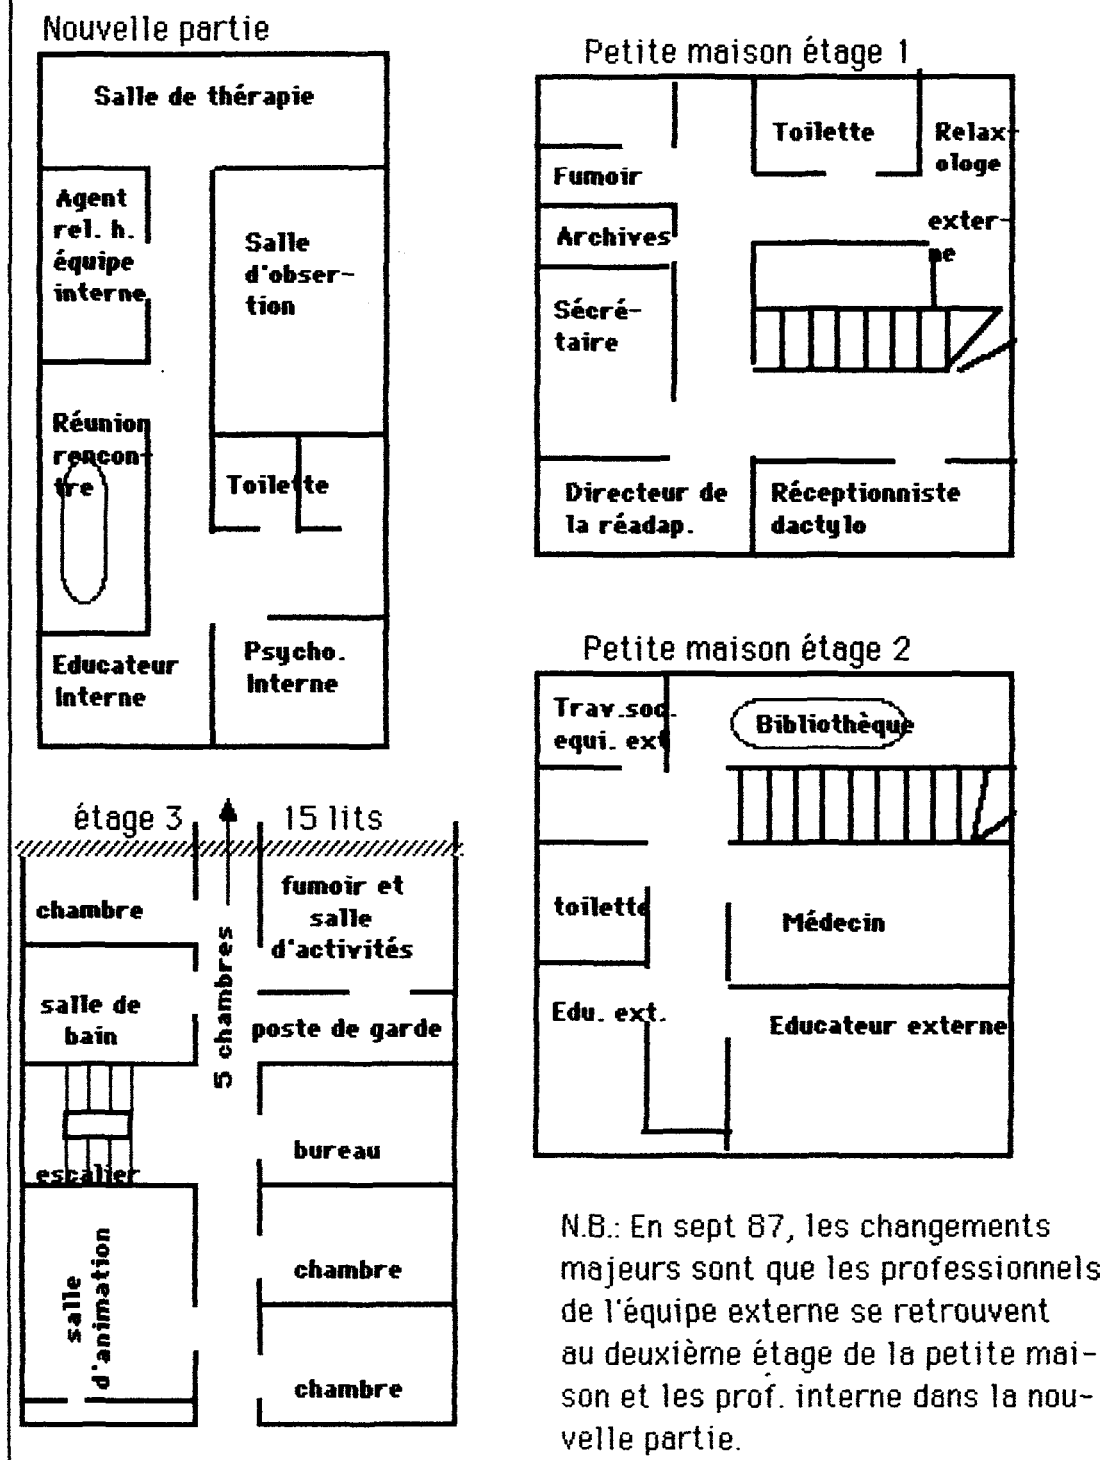 Nouvelle partie
Salle de thérapie
Agent
rel. h.
équipe
interne
Salle
d'obser-
tion
Réunion
rencon-
tre
Toilette
Educateur
Interne
Psycho.
Interne
Petite maison étage 1
Toilette
Relax-
ologe
exter-
ne
Fumoir
Archives
Sécré-
taire
Directeur de
la réadap.
Réceptionniste
dactylo
Petite maison étage 2
Trav.soc.
equi. ext
Bibliothèque
toilette
Médecin
Edu. ext.
Educateur externe
étage 3
15 lits
chambre
fumoir et
salle
d'activités
5 chambres
salle de
bain
poste de garde
escalier
bureau
salle
d'animation
chambre
chambre
N.B.: En sept 87, les changements
majeurs sont que les professionnels
de l'équipe externe se retrouvent
au deuxième étage de la petite mai-
son et les prof. interne dans la nou-
velle partie.